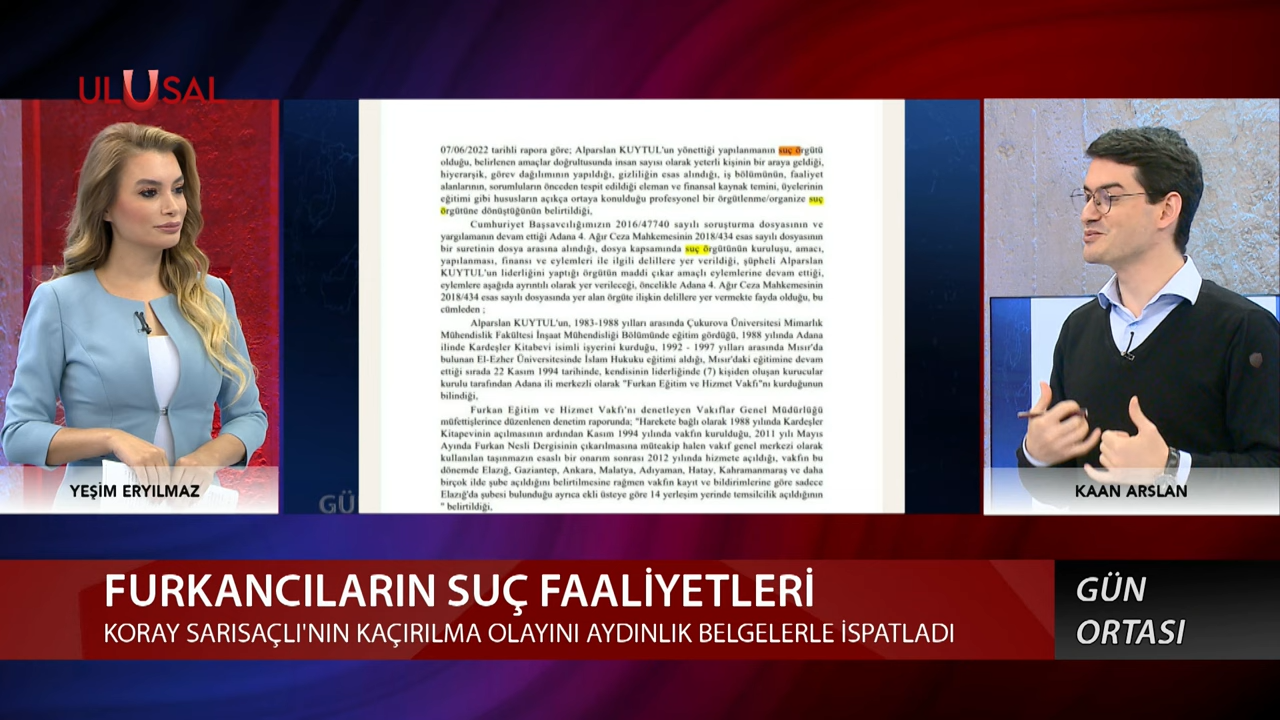 ULUSAL
07/06/2022 tarihli rapora göre; Alparslan KUYTUL'un yönettiği yapılanmanın suç örgütü
olduğu, belirlenen amaçlar doğrultusunda insan sayısı olarak yeterli kişinin bir araya geldiği,
hiyerarşik, görev dağılımının yapıldığı, gizliliğin esas alındığı, iş bölümünün, faaliyet
alanlarının, sorumluların önceden tespit edildiği eleman ve finansal kaynak temini, üyelerinin
eğitimi gibi hususların açıkça ortaya konulduğu profesyonel bir örgütlenme/organize suç
örgütüne dönüştüğünün belirtildiği,
Cumhuriyet Başsavcılığımızın 2016/47740 sayılı soruşturma dosyasının ve
yargılamanın devam ettiği Adana 4. Ağır Ceza Mahkemesinin 2018/434 esas sayılı dosyasının
bir suretinin dosya arasına alındığı, dosya kapsamında suç örgütünün kuruluşu, amacı,
yapılanması, finansı ve eylemleri ile ilgili delillere yer verildiği, şüpheli Alparslan
KUYTUL'un liderliğini yaptığı örgütün maddi çıkar amaçlı eylemlerine devam ettiği,
eylemlere aşağıda ayrıntılı olarak yer verileceği, öncelikle Adana 4. Ağır Ceza Mahkemesinin
2018/434 esas sayılı dosyasında yer alan örgüte ilişkin delillere yer vermekte fayda olduğu, bu
cümleden ;
Alparslan KUYTUL'un, 1983-1988 yılları arasında Çukurova Üniversitesi Mimarlık
Mühendislik Fakültesi İnşaat Mühendisliği Bölümünde eğitim gördüğü, 1988 yılında Adana
ilinde Kardeşler Kitabevi isimli işyerini kurduğu, 1992 - 1997 yılları arasında Mısır'da
bulunan El-Ezher Üniversitesinde İslam Hukuku eğitimi aldığı, Mısır'daki eğitimine devam
ettiği sırada 22 Kasım 1994 tarihinde, kendisinin liderliğinde (7) kişiden oluşan kurucular
kurulu tarafından Adana ili merkezli olarak "Furkan Eğitim ve Hizmet Vakfı"nı kurduğunun
bilindiği,
Furkan Eğitim ve Hizmet Vakfı'nı denetleyen Vakıflar Genel Müdürlüğü
müfettişlerince düzenlenen denetim raporunda; "Harekete bağlı olarak 1988 yılında Kardeşler
Kitapevinin açılmasının ardından Kasım 1994 yılında vakfın kurulduğu, 2011 yılı Mayıs
Ayında Furkan Nesli Dergisinin çıkarılmasına müteakip halen vakıf genel merkezi olarak
kullanılan taşınmazın esaslı bir onarım sonrası 2012 yılında hizmete açıldığı, vakfın bu
dönemde Elazığ, Gaziantep, Ankara, Malatya, Adıyaman, Hatay, Kahramanmaraş ve daha
birçok ilde şube açıldığını belirtilmesine rağmen vakfın kayıt ve bildirimlerine göre sadece
Elazığ'da şubesi bulunduğu ayrıca ekli üsteye göre 14 yerleşim yerinde temsilcilik açıldığının
" belirtildiği,
GÜ
YEŞİM ERYILMAZ
KAAN ARSLAN
FURKANCILARIN SUÇ FAALİYETLERİ
KORAY SARISAÇLI'NIN KAÇIRILMA OLAYINI AYDINLIK BELGELERLE İSPATLADI
GÜN
ORTASI